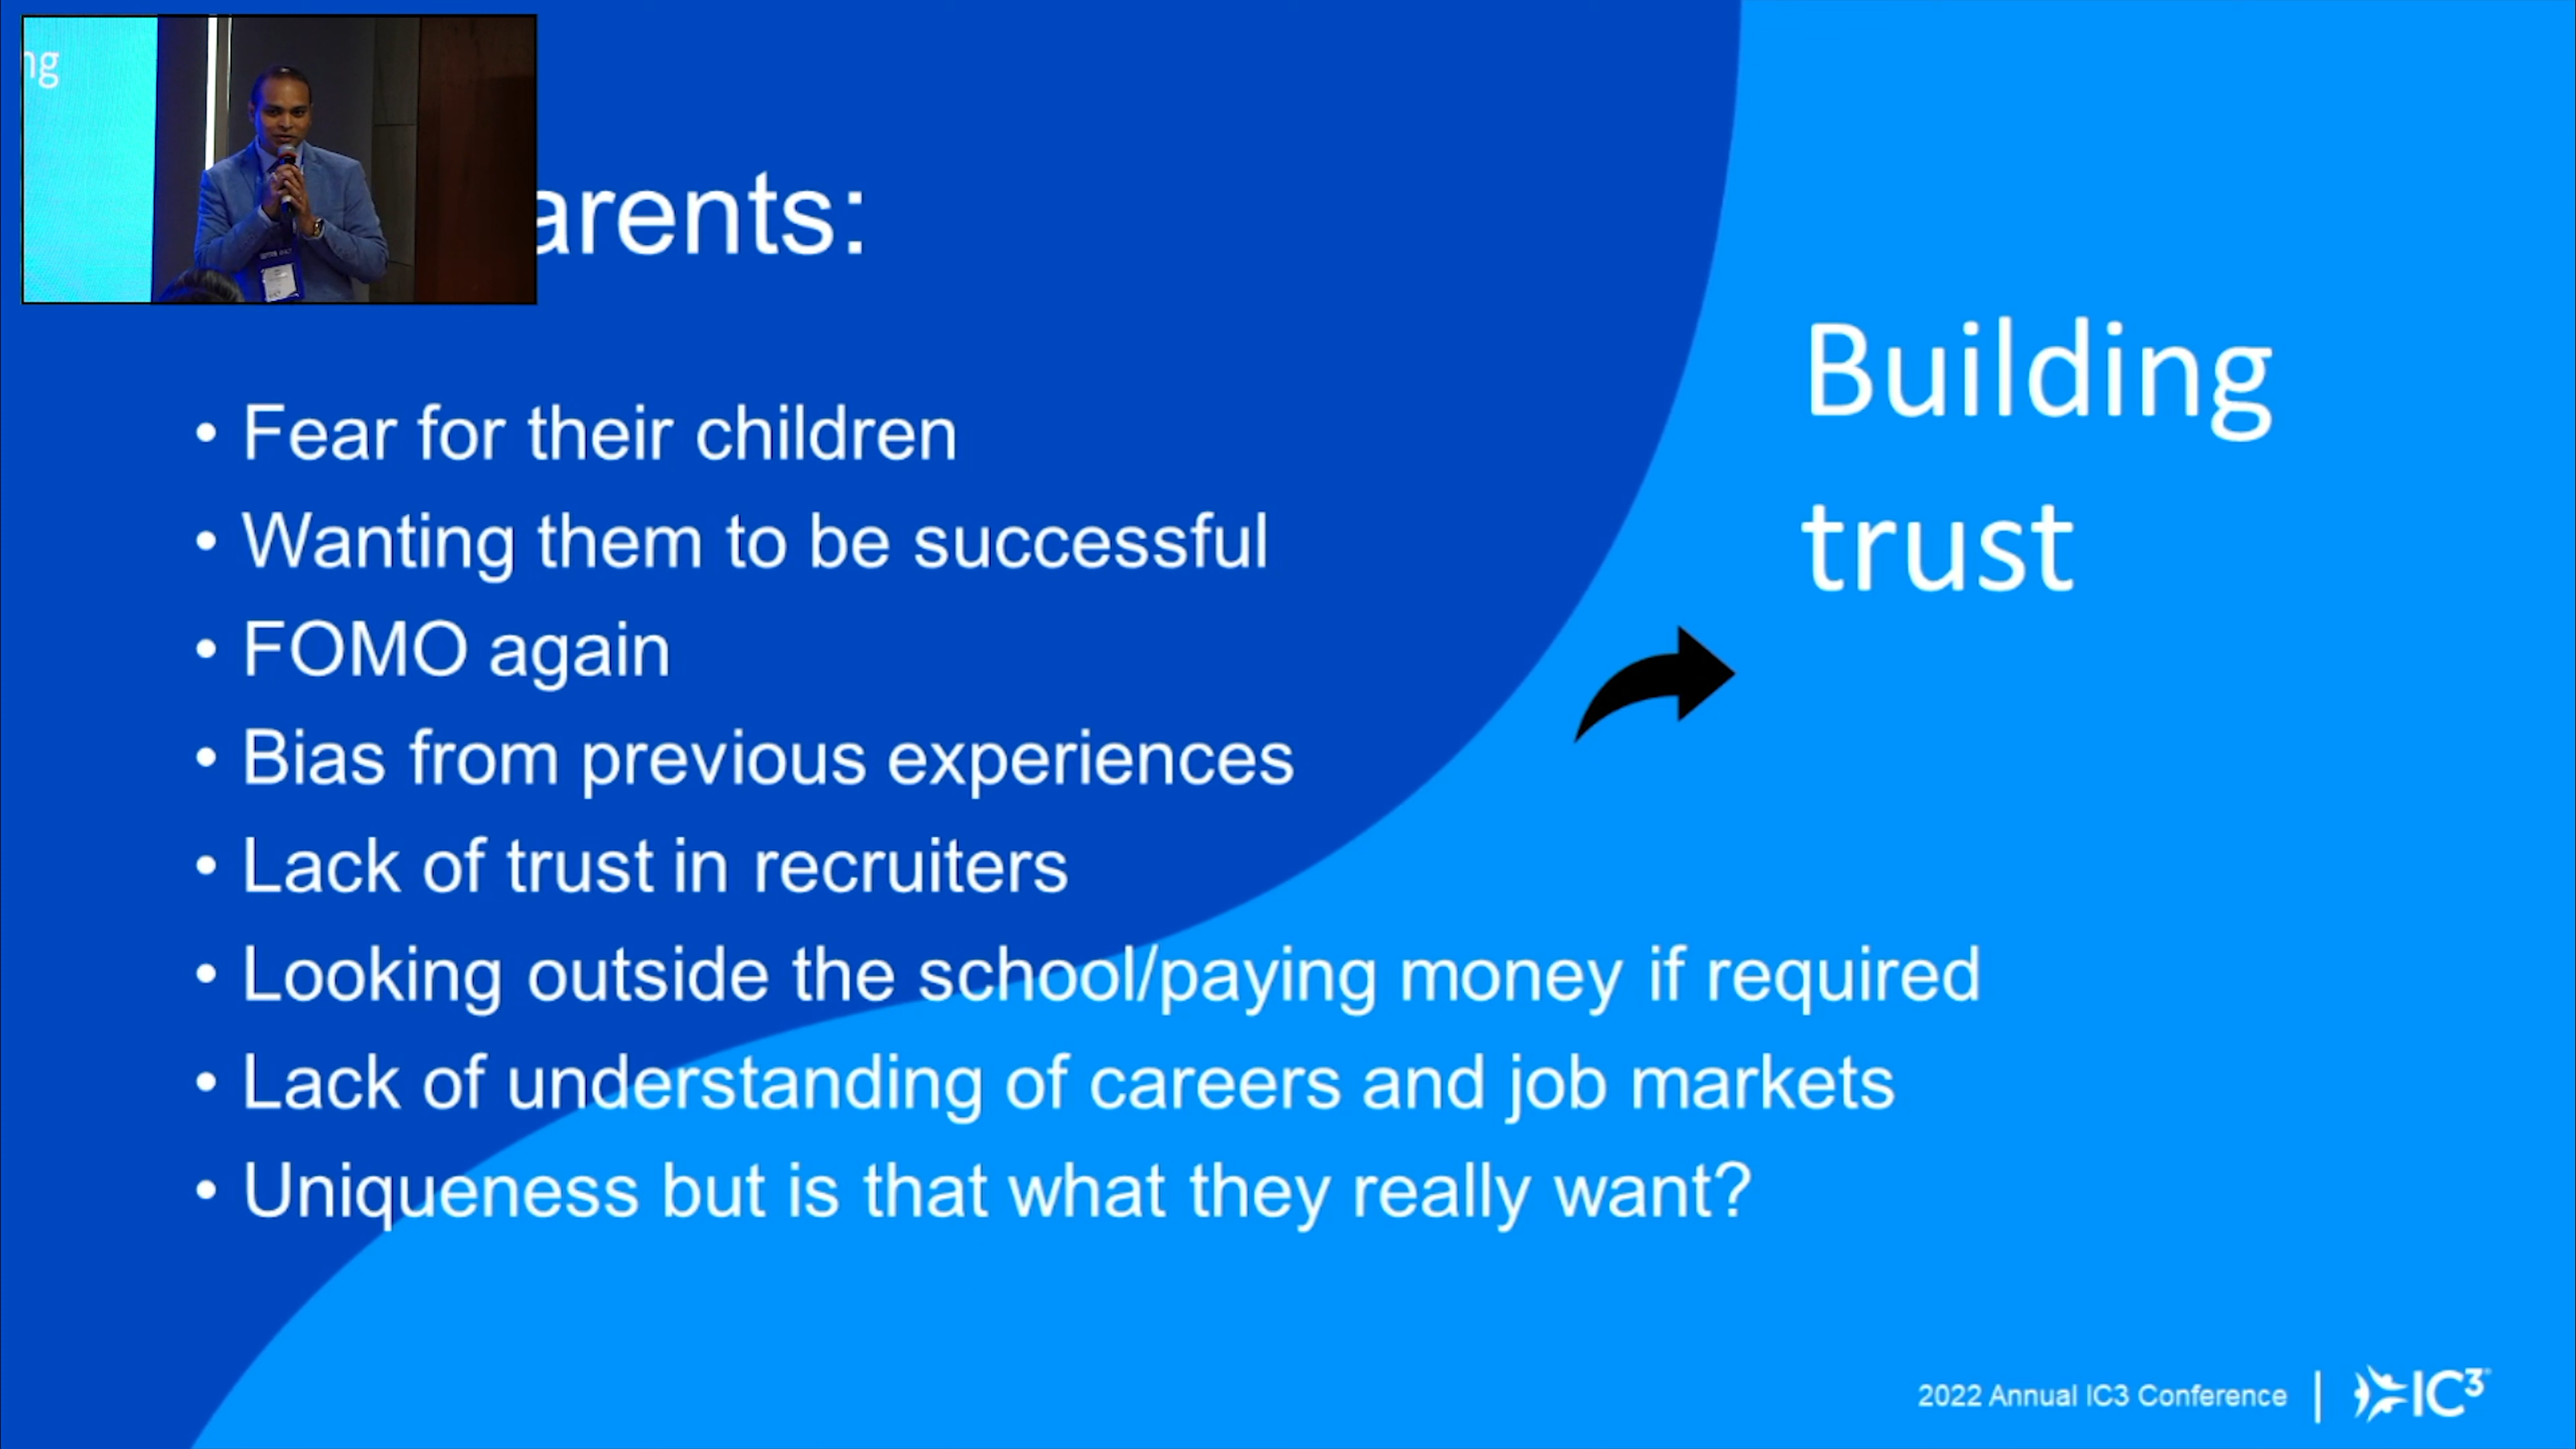 ng
arents:
• Fear for their children
• Wanting them to be successful
• FOMO again
• Bias from previous experiences
• Lack of trust in recruiters
• Looking outside the school/paying money if required
• Lack of understanding of careers and job markets
• Uniqueness but is that what they really want?
Building
trust
2022 Annual IC3 Conference
IC3